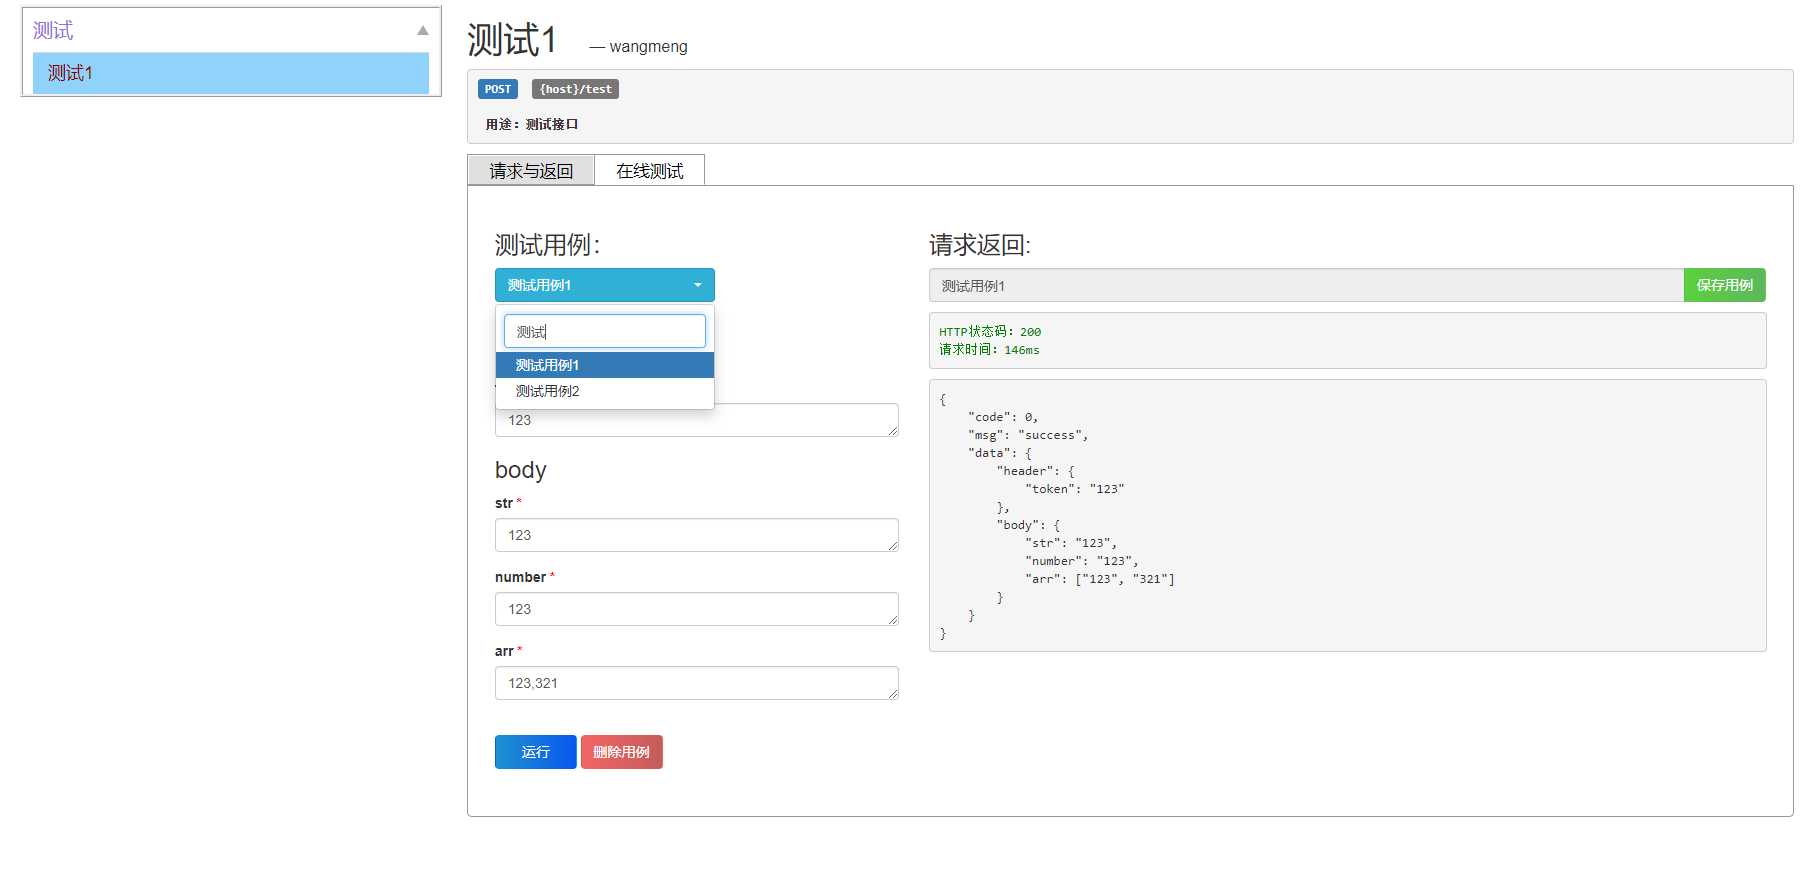 测试
测试1
测试1 — wangmeng
POST {host}/test
用途：测试接口
请求与返回 在线测试
测试用例：
测试用例1
测试
测试用例1
测试用例2
123
body
str *
123
number *
123
arr *
123,321
运行 删除用例
请求返回:
测试用例1 保存用例
HTTP状态码：200
请求时间：146ms
{
    "code": 0,
    "msg": "success",
    "data": {
        "header": {
            "token": "123"
        },
        "body": {
            "str": "123",
            "number": "123",
            "arr": ["123", "321"]
        }
    }
}